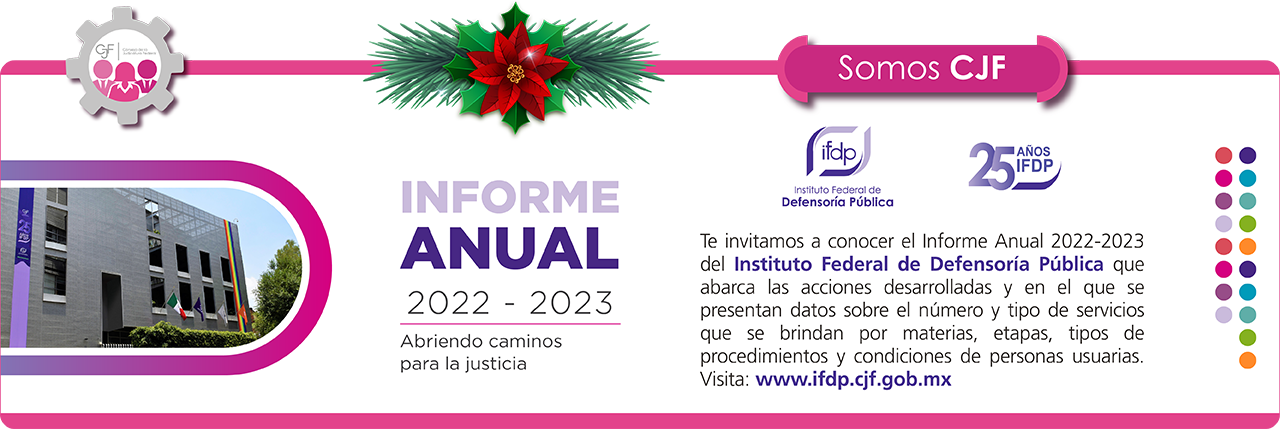 CJF
Somos CJF
ifdp
Instituto Federal de
Defensoría Pública
25 AÑOS
IFDP
INFORME
ANUAL
2022 - 2023
Abriendo caminos
para la justicia
Te invitamos a conocer el Informe Anual 2022-2023
del Instituto Federal de Defensoría Pública que
abarca las acciones desarrolladas y en el que se
presentan datos sobre el número y tipo de servicios
que se brindan por materias, etapas, tipos de
procedimientos y condiciones de personas usuarias.
Visita: www.ifdp.cjf.gob.mx